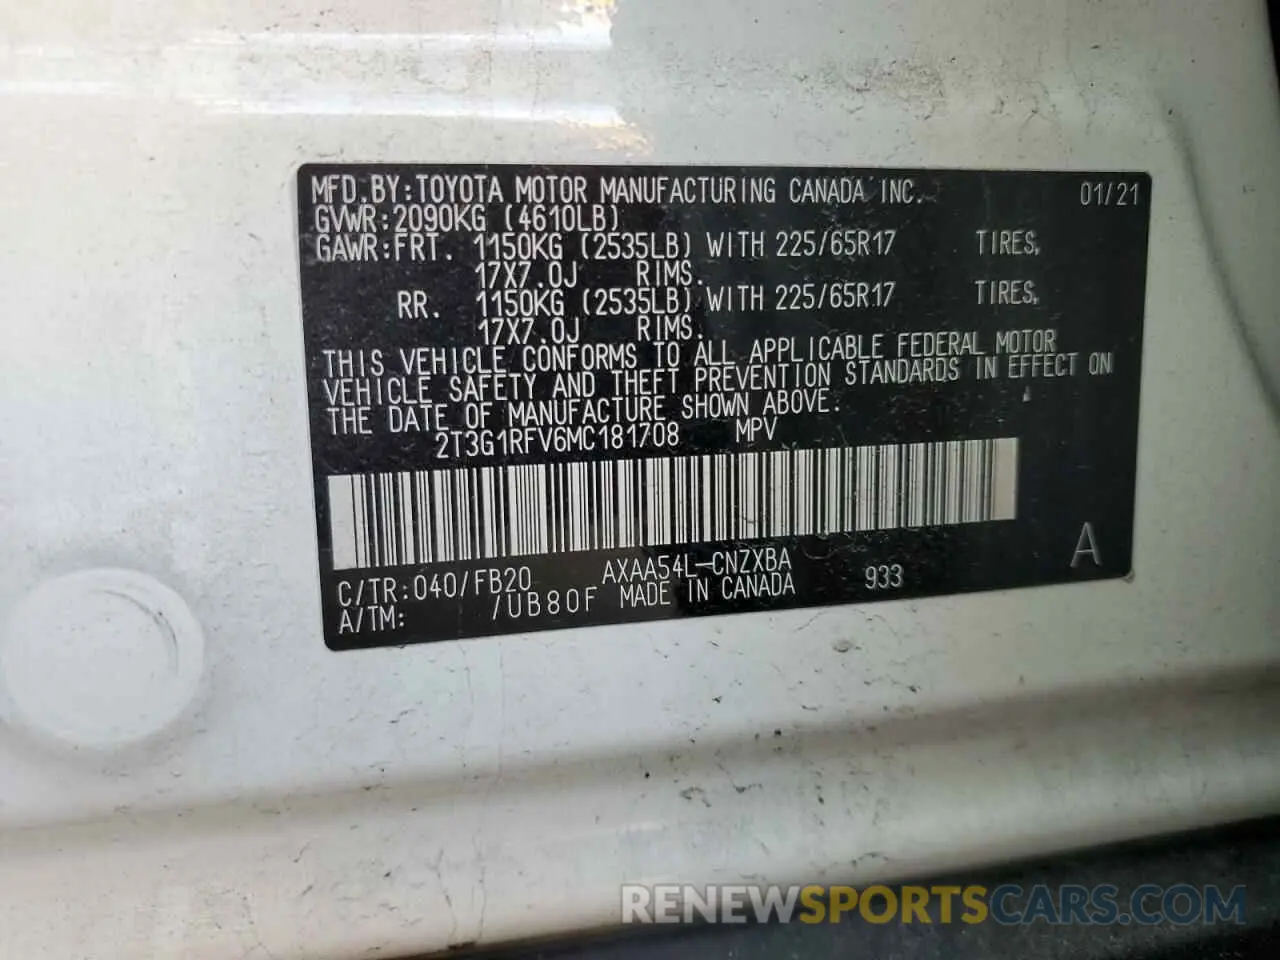 MFD.BY:TOYOTA MOTOR MANUFACTURING CANADA INC. 01/21
GVWR:2090KG (4610LB)
GAWR:FRT. 1150KG (2535LB) WITH 225/65R17 TIRES,
17X7.0J RIMS.
RR. 1150KG (2535LB) WITH 225/65R17 TIRES,
17X7.0J RIMS.
THIS VEHICLE CONFORMS TO ALL APPLICABLE FEDERAL MOTOR
VEHICLE SAFETY AND THEFT PREVENTION STANDARDS IN EFFECT ON
THE DATE OF MANUFACTURE SHOWN ABOVE.
2T3G1RFV6MC181708 MPV
A
C/TR:040/FB20 AXAA54L-CNZXBA 933
A/TM: /UB80F MADE IN CANADA
RENEWSPORTSCARS.COM